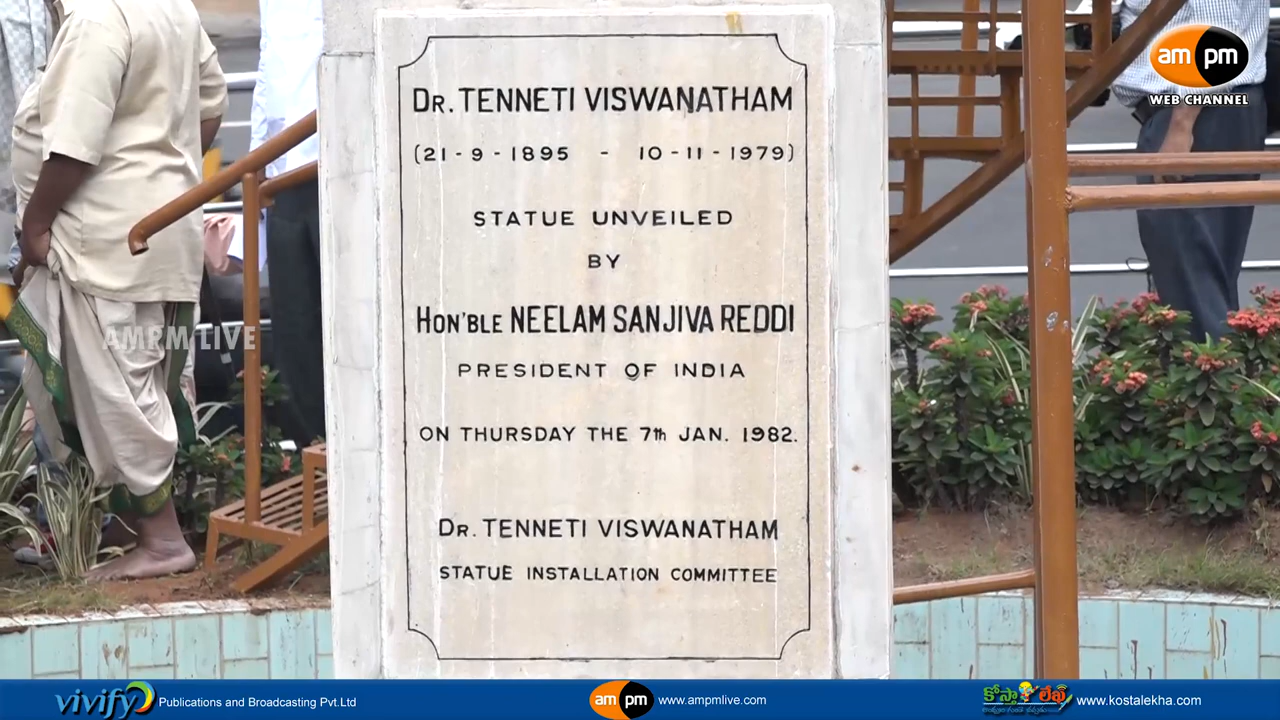 am pm
WEB CHANNEL
DR. TENNETI VISWANATHAM
(21-9-1895 - 10-11-1979)
STATUE UNVEILED
BY
HON'BLE NEELAM SANJIVA REDDI
PRESIDENT OF INDIA
ON THURSDAY THE 7th JAN. 1982.
DR. TENNETI VISWANATHAM
STATUE INSTALLATION COMMITTEE
AMPM LIVE
vivify Publications and Broadcasting Pvt.Ltd
am pm www.ampmlive.com
కోస్తా లేఖ www.kostalekha.com